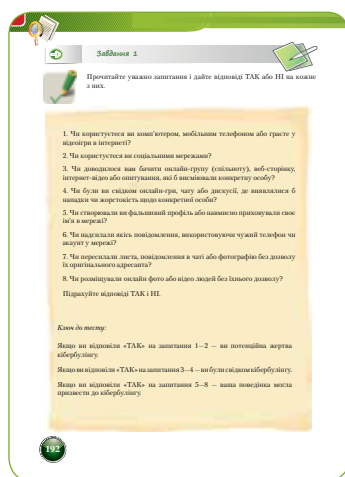 Завдання 1
Прочитайте уважно запитання і дайте відповіді ТАК або НІ на кожне
з них.
1. Чи користуєтеся ви комп'ютером, мобільним телефоном або граєте у
відеоігри в інтернеті?
2. Чи користуєтеся ви соціальними мережами?
3. Чи доводилося вам бачити онлайн-групу (спільноту), веб-сторінку,
інтернет-відео або опитування, які б висміювали конкретну особу?
4. Чи були ви свідком онлайн-гри, чату або дискусії, де виявлялися б
нападки чи жорстокість щодо конкретної особи?
5. Чи створювали ви фальшивий профіль або навмисно приховували своє
ім'я в мережі?
6. Чи надсилали якісь повідомлення, використовуючи чужий телефон чи
акаунт у мережі?
7. Чи пересилали листа, повідомлення в чаті або фотографію без дозволу
їх оригінального адресанта?
8. Чи розміщували онлайн фото або відео людей без їхнього дозволу?
Підрахуйте відповіді ТАК і НІ.
Ключ до тесту:
Якщо ви відповіли «ТАК» на запитання 1—2 — ви потенційна жертва
кібербулінгу.
Якщо ви відповіли «ТАК» на запитання 3—4 — ви були свідком кібербулінгу.
Якщо ви відповіли «ТАК» на запитання 5—8 — ваша поведінка могла
призвести до кібербулінгу.
192